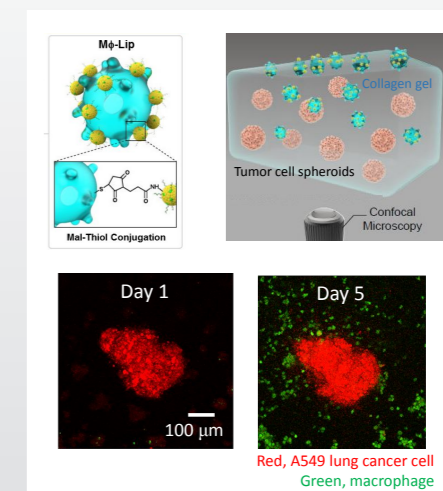 Mϕ-Lip
S
O
O
O
NH
Mal-Thiol Conjugation
Collagen gel
Tumor cell spheroids
Confocal
Microscopy
Day 1
100 μm
Day 5
Red, A549 lung cancer cell
Green, macrophage